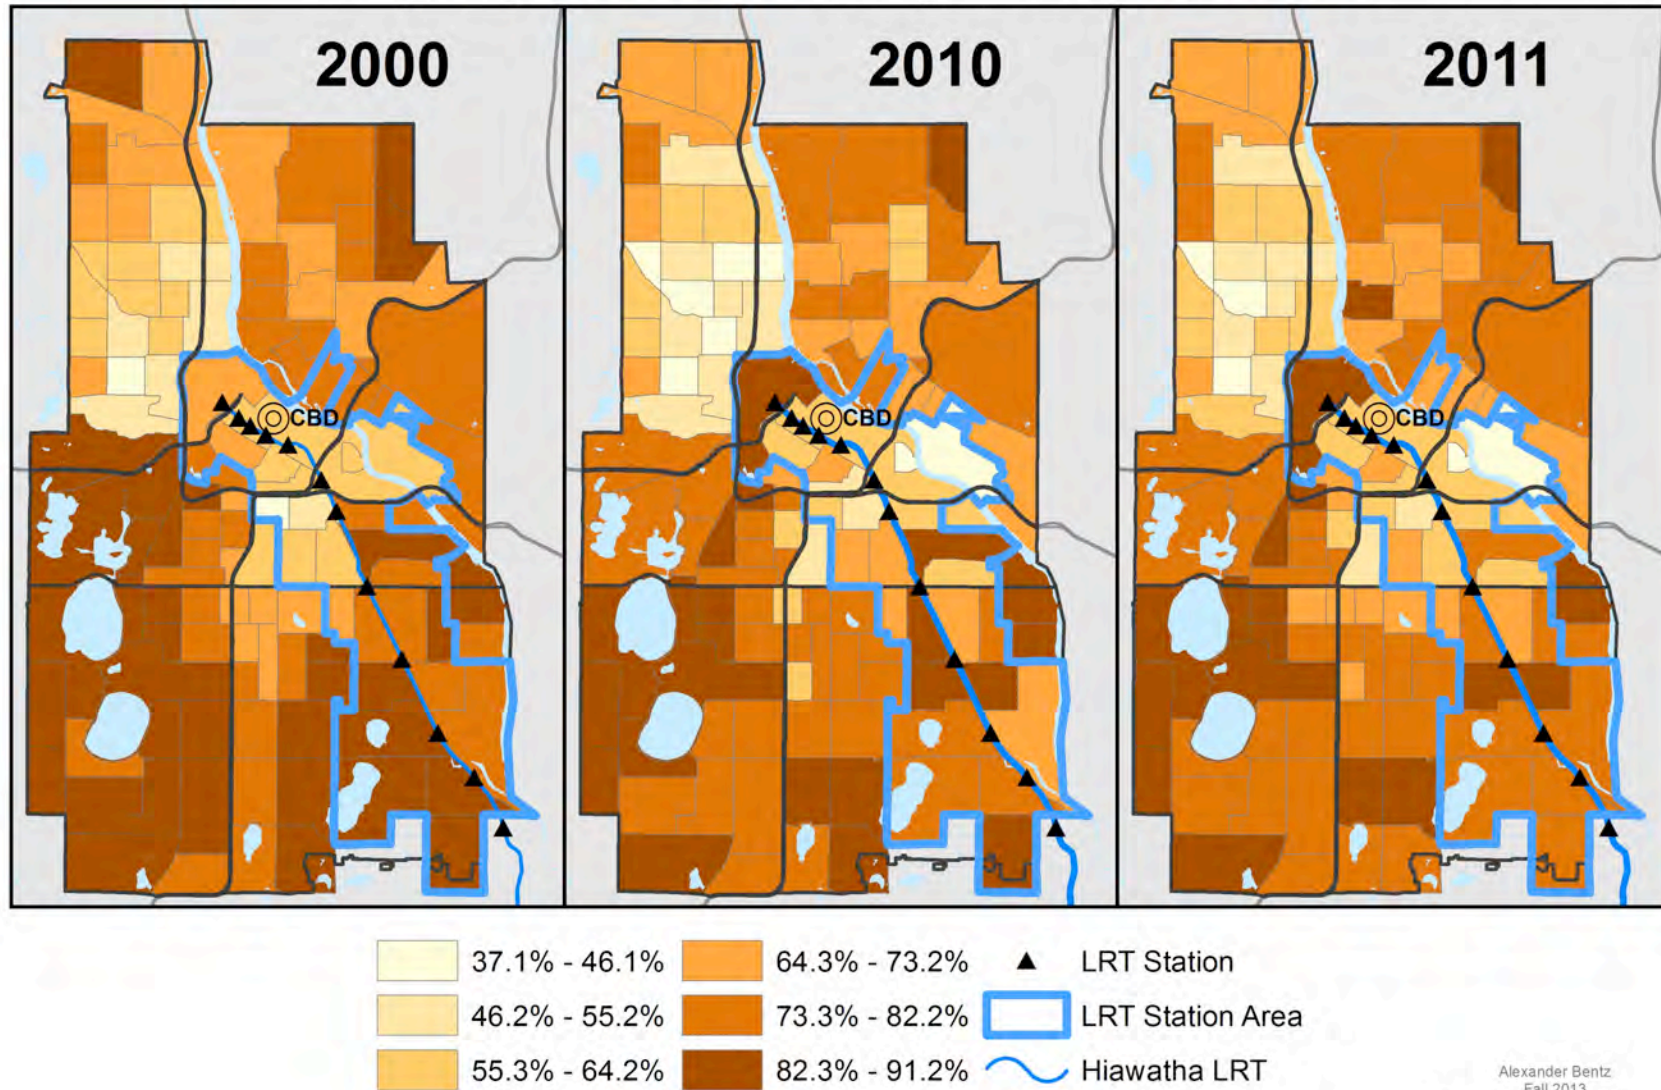 2000
2010
2011
CBD
CBD
CBD
37.1% - 46.1%
46.2% - 55.2%
55.3% - 64.2%
64.3% - 73.2%
73.3% - 82.2%
82.3% - 91.2%
LRT Station
LRT Station Area
Hiawatha LRT
Alexander Bentz
Fall 2013